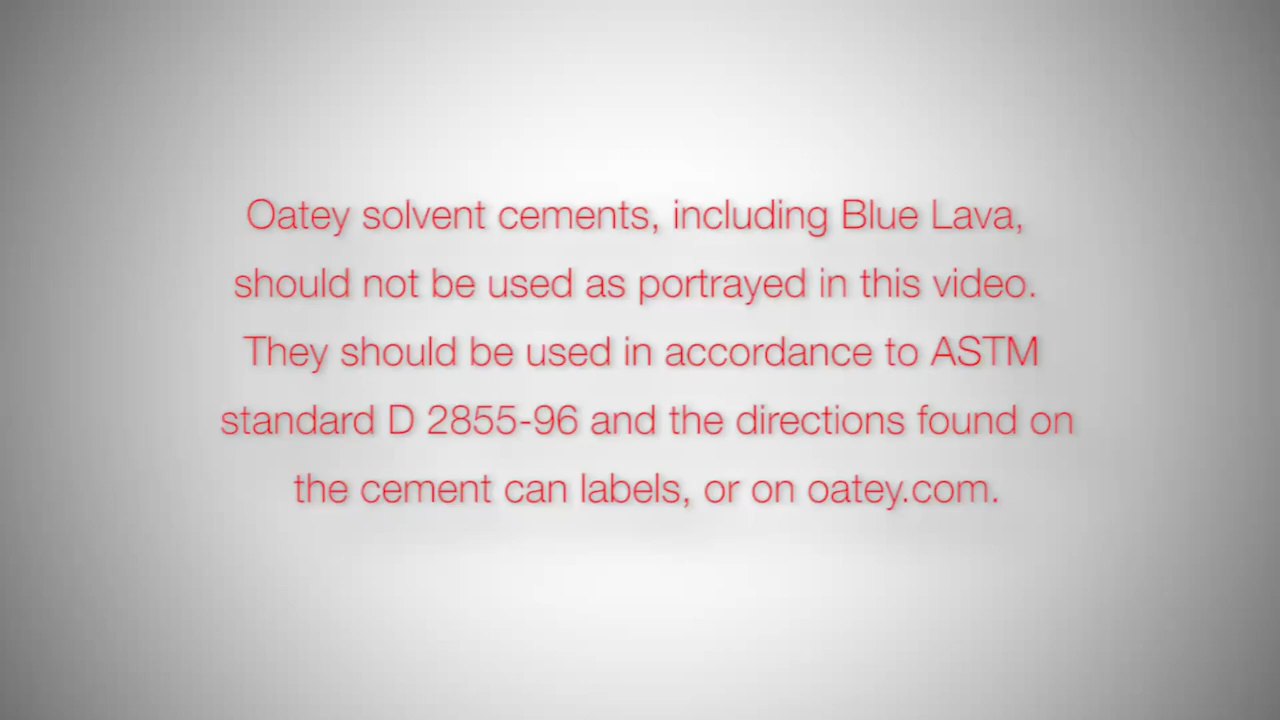 Oatey solvent cements, including Blue Lava,
should not be used as portrayed in this video.
They should be used in accordance to ASTM
standard D 2855-96 and the directions found on
the cement can labels, or on oatey.com.